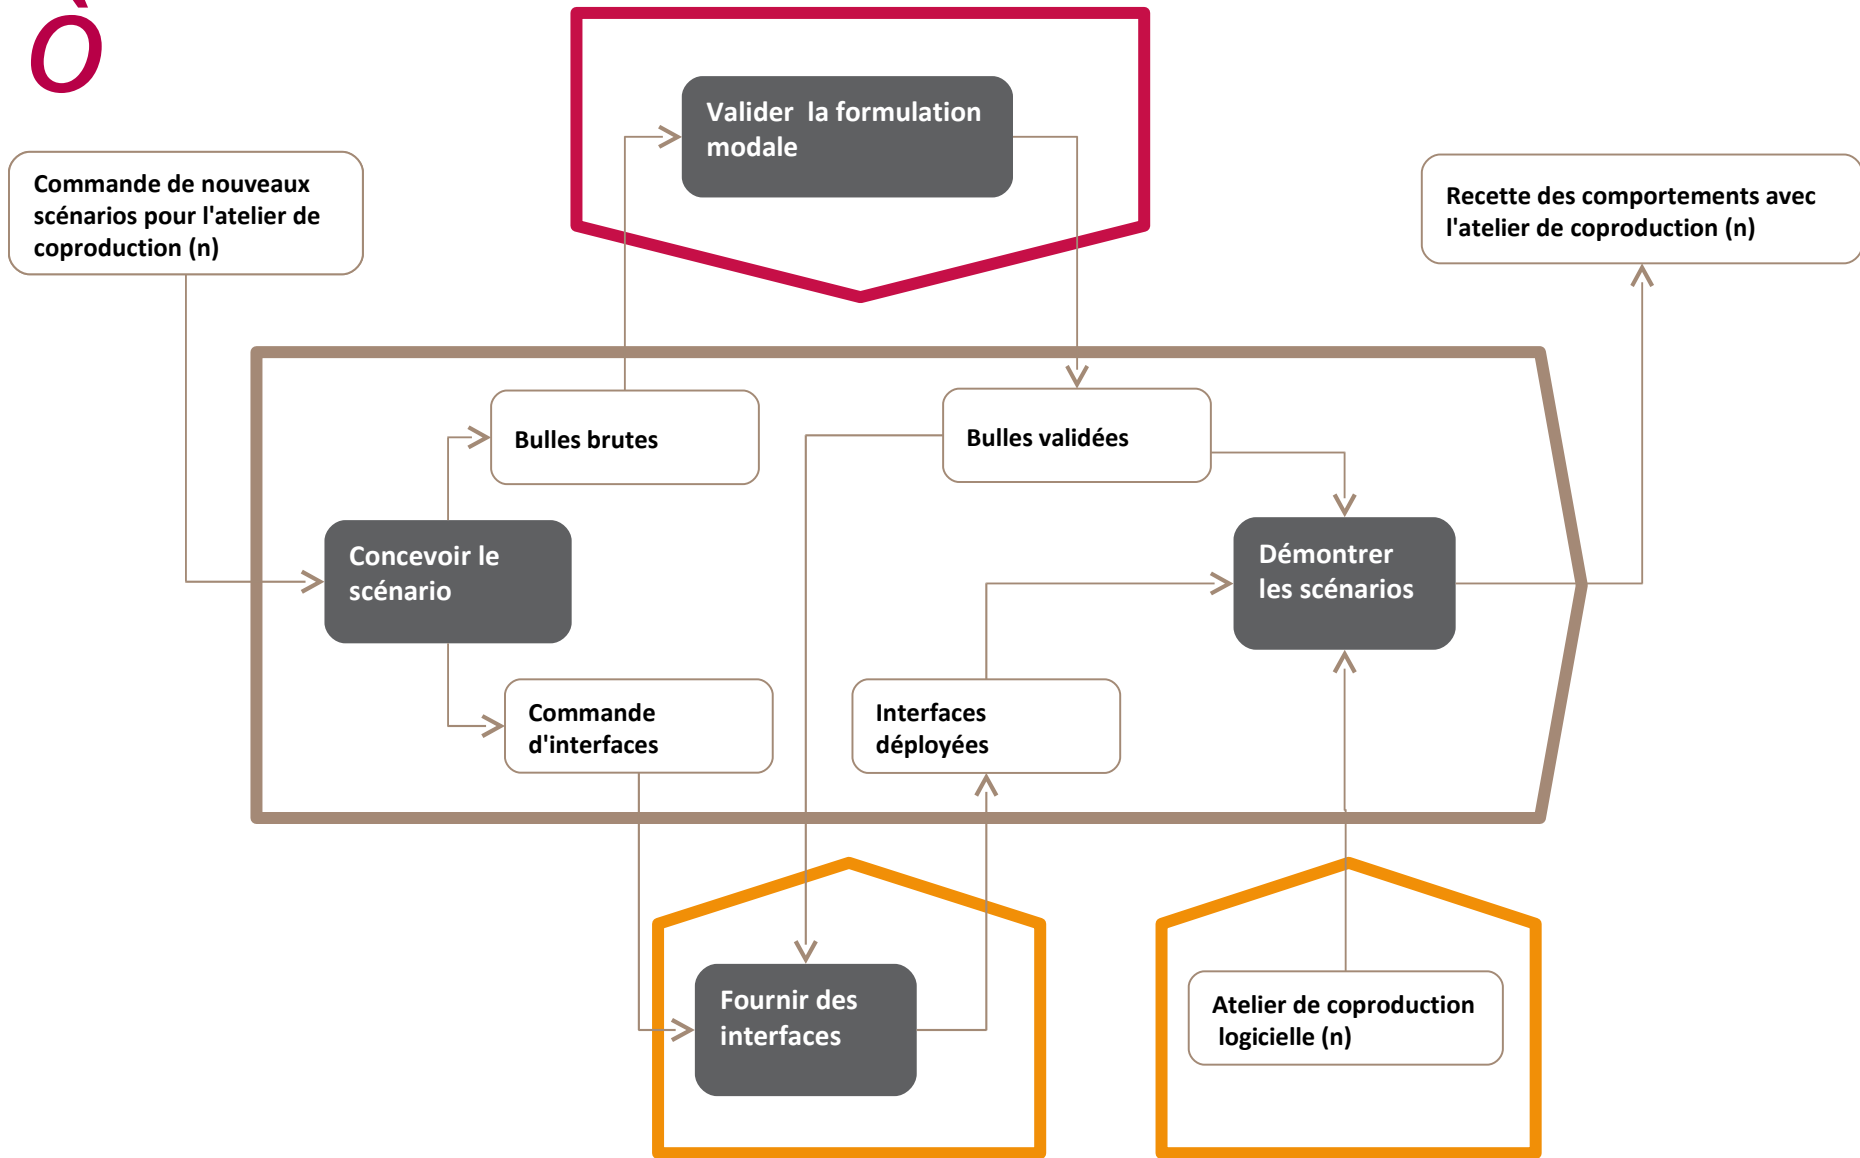 Ò
Valider  la formulation
modale
Commande de nouveaux
scénarios pour l'atelier de
coproduction (n)
Recette des comportements avec
l'atelier de coproduction (n)
Bulles brutes
Bulles validées
Concevoir le
scénario
Démontrer
les scénarios
Commande
d'interfaces
Interfaces
déployées
Fournir des
interfaces
Atelier de coproduction
logicielle (n)